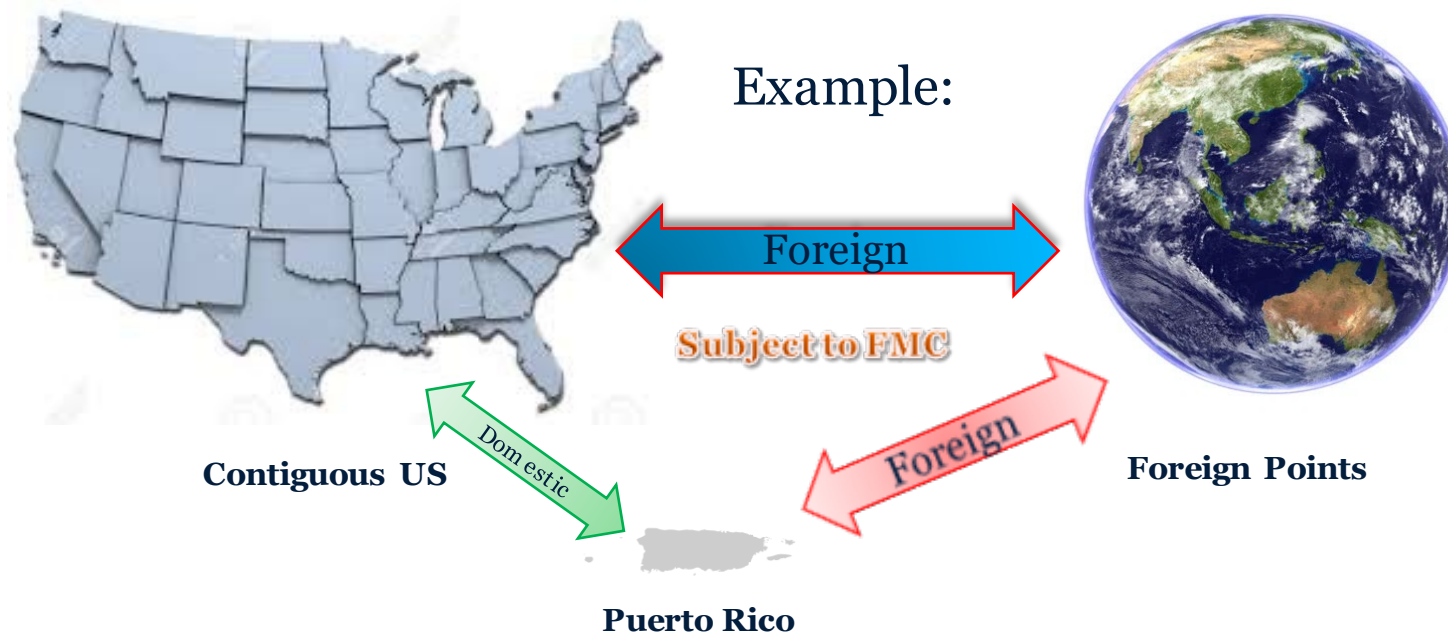 Example:
Foreign
Subject to FMC
Foreign
Domestic
Contiguous US
Foreign Points
Puerto Rico